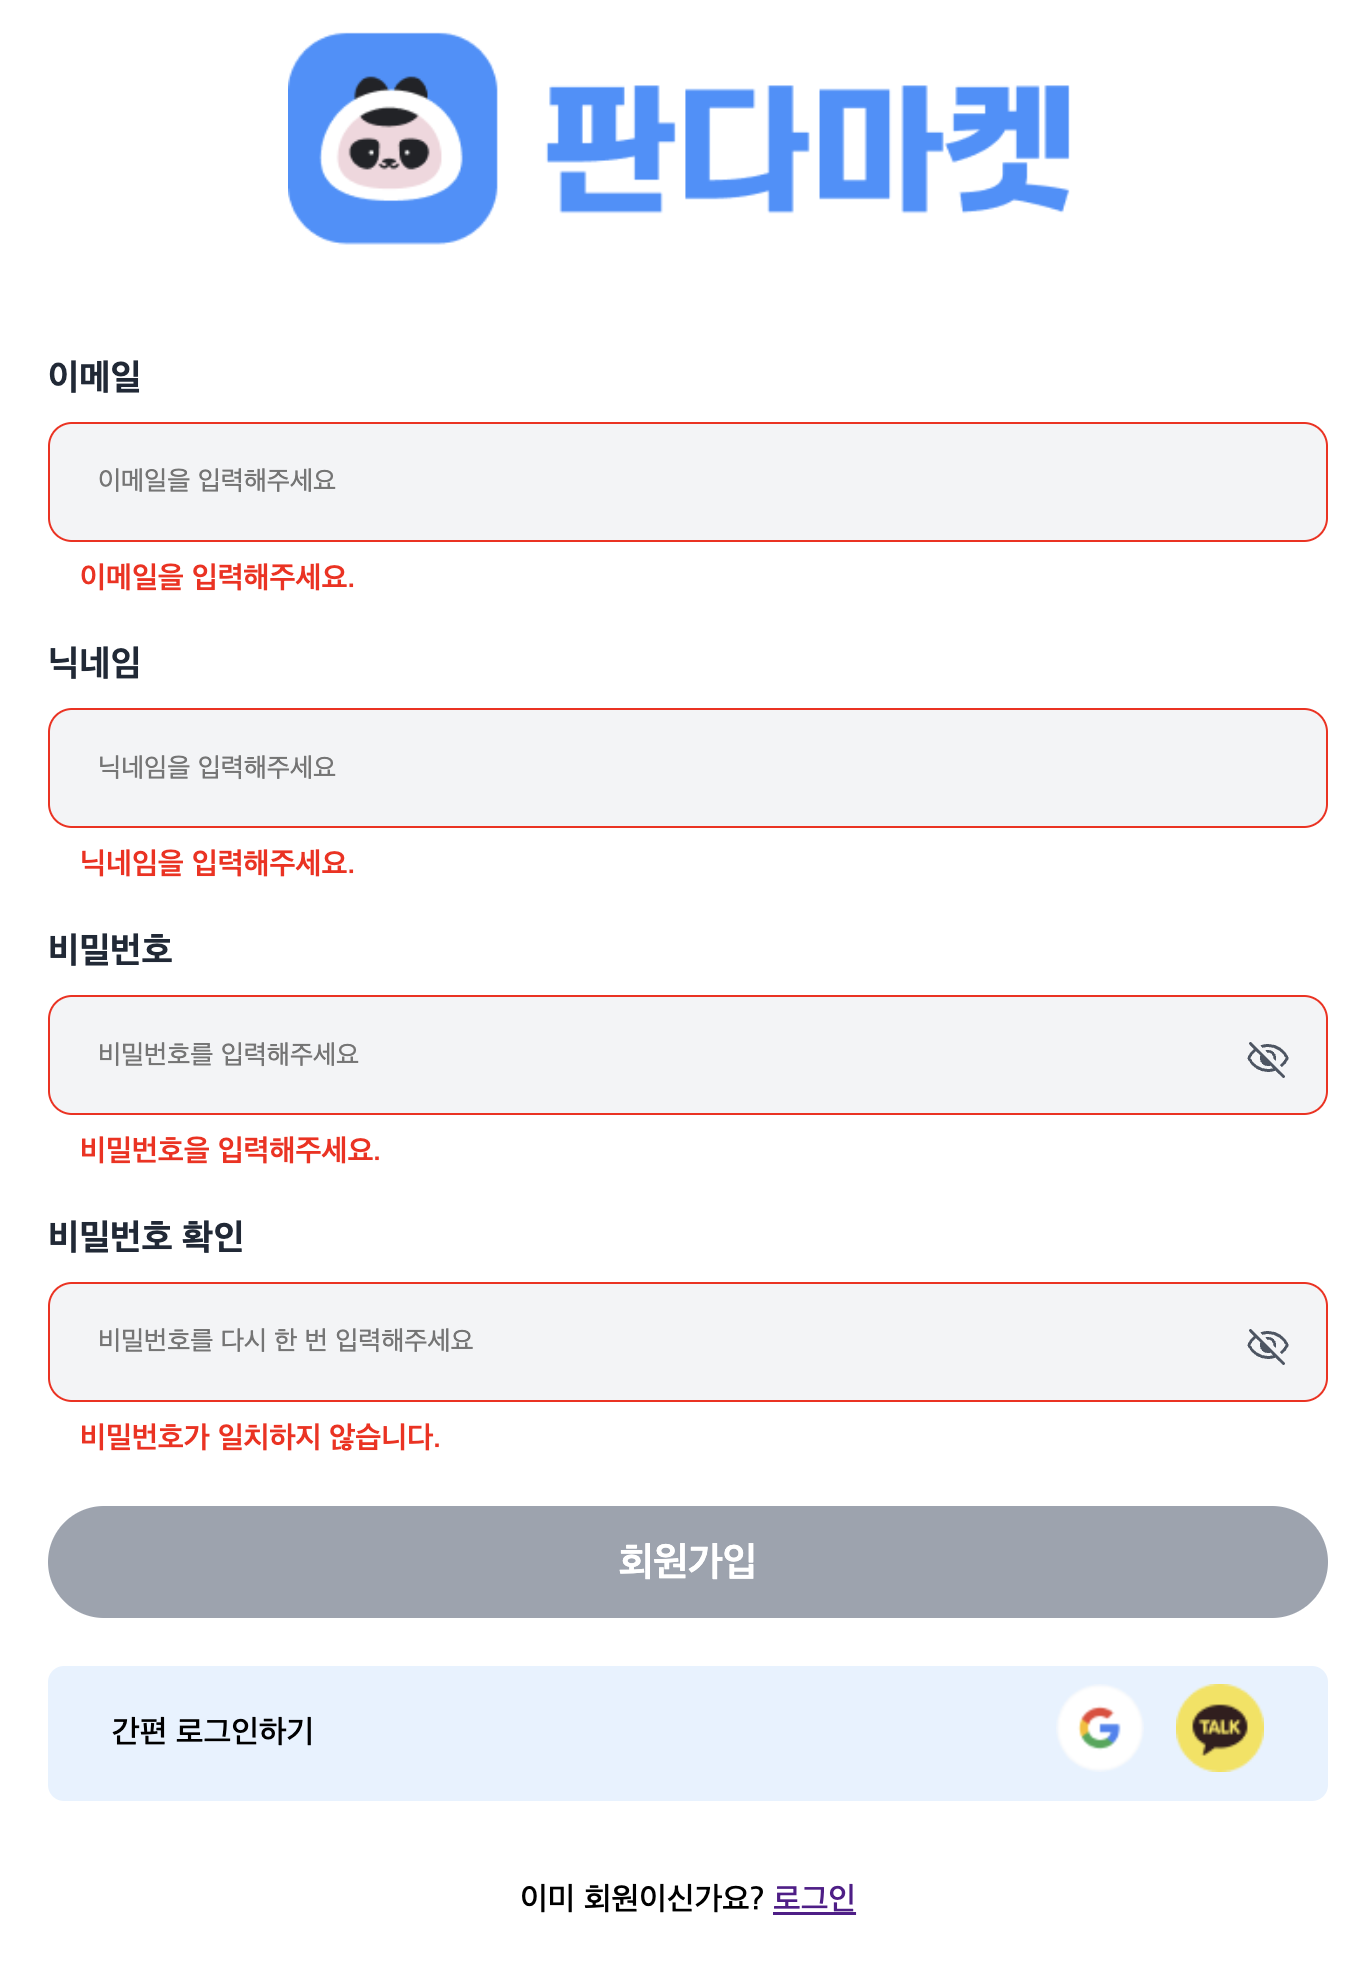 판다마켓
이메일
이메일을 입력해주세요
이메일을 입력해주세요.
닉네임
닉네임을 입력해주세요
닉네임을 입력해주세요.
비밀번호
비밀번호를 입력해주세요
비밀번호을 입력해주세요.
비밀번호 확인
비밀번호를 다시 한 번 입력해주세요
비밀번호가 일치하지 않습니다.
회원가입
간편 로그인하기 G TALK
이미 회원이신가요? 로그인